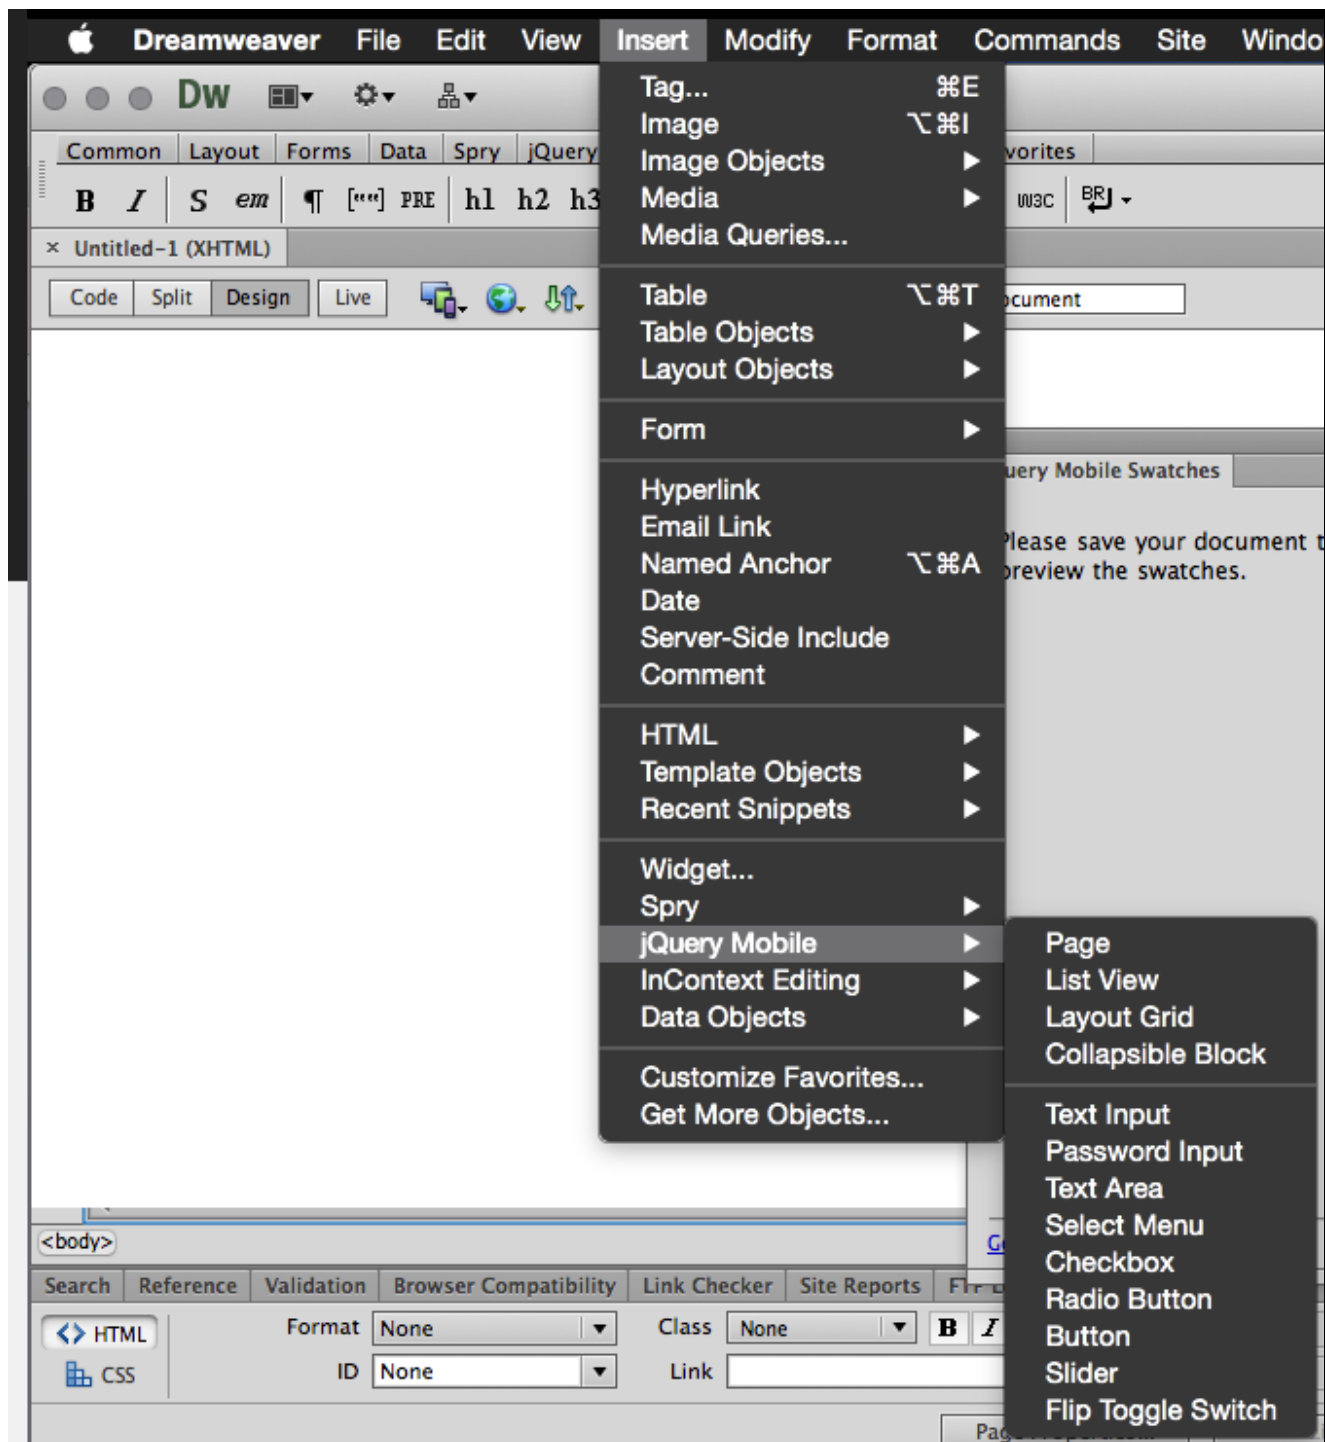 Dreamweaver File Edit View Insert Modify Format Commands Site
Dw
Common Layout Forms Data Spry jQuery
B I S em ¶ [""] PRE h1 h2 h3 W3C BR
× Untitled-1 (XHTML)
Code Split Design Live
Tag... ⌘E
Image ⌥⌘I
Image Objects ▶
Media ▶
Media Queries...
Table ⌥⌘T
Table Objects ▶
Layout Objects ▶
Form ▶
Hyperlink
Email Link
Named Anchor ⌥⌘A
Date
Server-Side Include
Comment
HTML ▶
Template Objects ▶
Recent Snippets ▶
Widget...
Spry ▶
jQuery Mobile ▶
InContext Editing ▶
Data Objects ▶
Customize Favorites...
Get More Objects...
Mobile Swatches
save your document
the swatches.
Page
List View
Layout Grid
Collapsible Block
Text Input
Password Input
Text Area
Select Menu
Checkbox
Radio Button
Button
Slider
Flip Toggle Switch
<body>
Search Reference Validation Browser Compatibility Link Checker Site Reports
HTML Format None Class None B I
CSS ID None Link